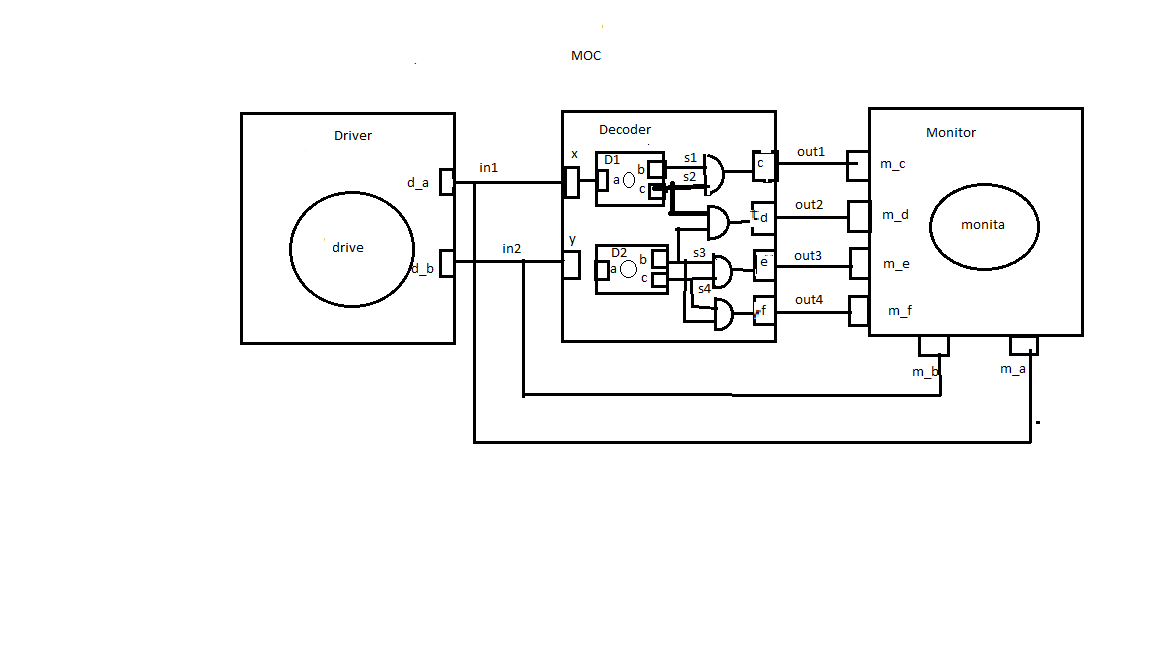 MOC
Driver
Decoder
Monitor
in1
x
D1
a
b
c
s1
s2
c
out1
m_c
d_a
d
out2
m_d
drive
monita
in2
y
D2
a
b
c
s3
s4
e
out3
m_e
d_b
f
out4
m_f
m_b
m_a